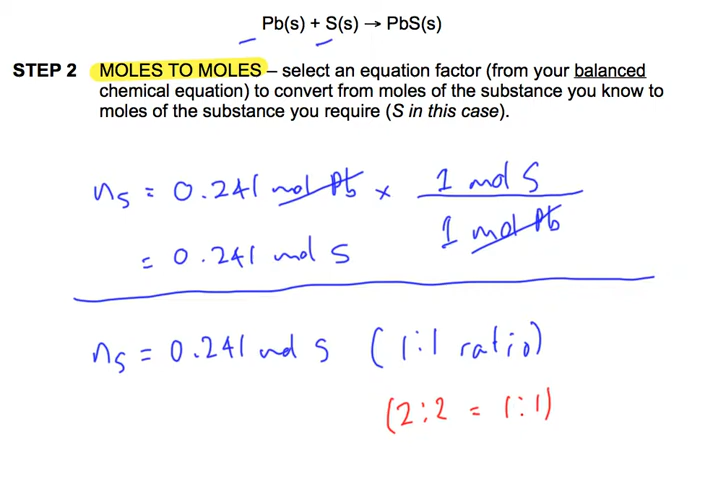 Pb(s) + S(s) → PbS(s)
STEP 2 MOLES TO MOLES – select an equation factor (from your balanced
chemical equation) to convert from moles of the substance you know to
moles of the substance you require (S in this case).
nS = 0.241 mol Pb × 1 mol S
1 mol Pb
= 0.241 mol S
nS = 0.241 mol S (1:1 ratio)
(2:2 = 1:1)